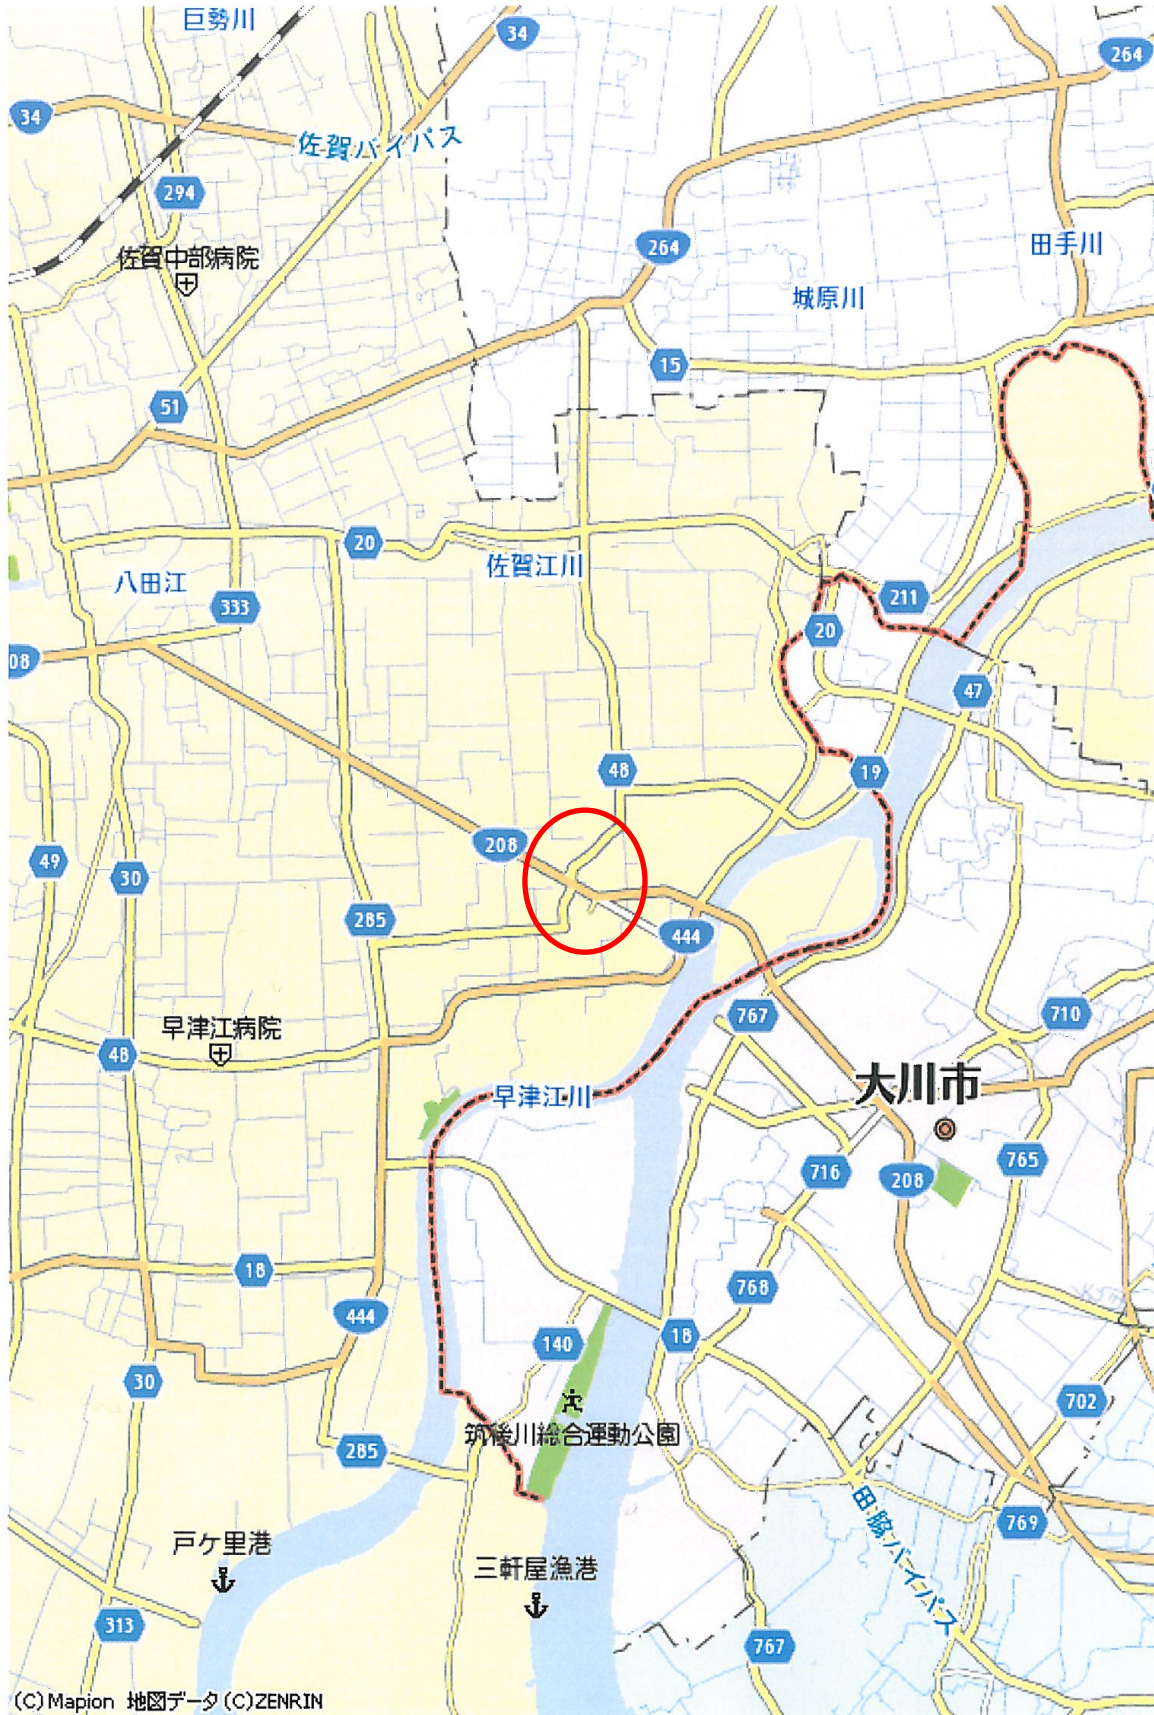 巨勢川
34
264
34
佐賀バイパス
294
264
田手川
佐賀中部病院
城原川
15
51
20
佐賀江川
八田江
333
211
20
208
47
48
19
208
49
30
285
444
767
710
早津江病院
48
早津江川
大川市
716
208
765
18
768
444
140
18
30
702
筑後川総合運動公園
285
田脇バイパス
769
戸ケ里港
三軒屋漁港
313
767
(C)Mapion 地図データ(C)ZENRIN